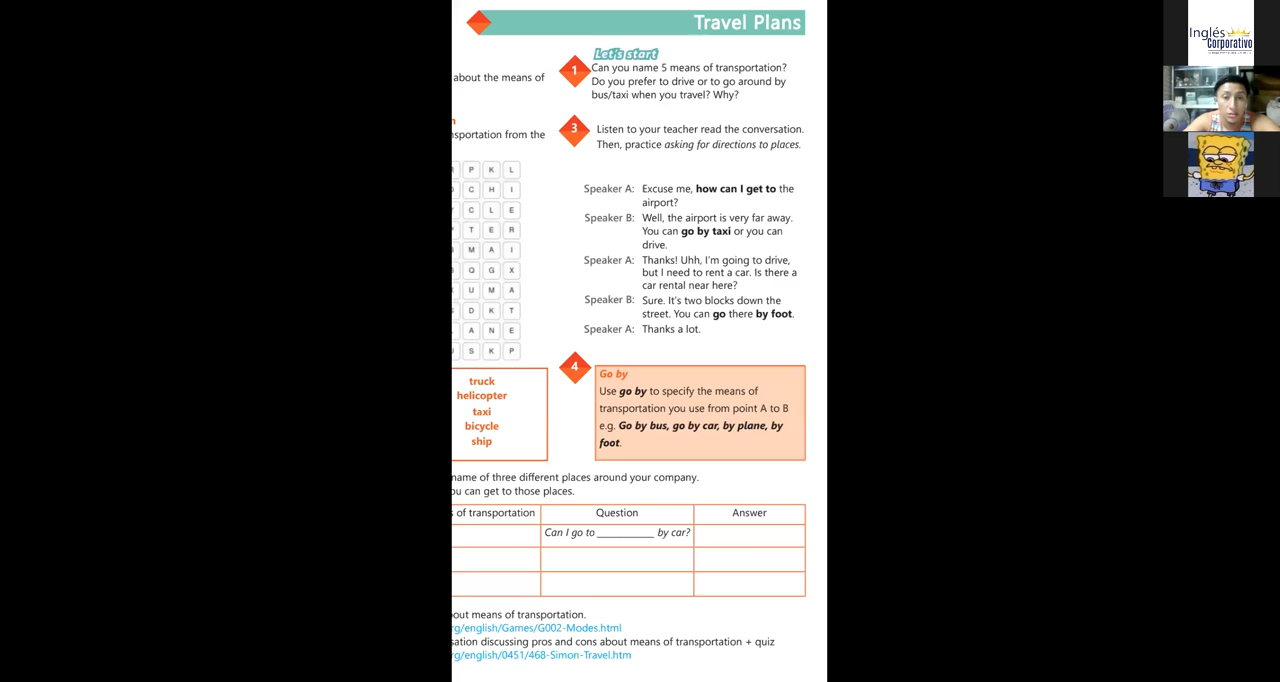 Travel Plans
Let's start
1
Can you name 5 means of transportation?
Do you prefer to drive or to go around by
bus/taxi when you travel? Why?
about the means of
3
Listen to your teacher read the conversation.
Then, practice asking for directions to places.
nsportation from the
P K L
C H I
C L E
T E R
M A I
Q G X
U M A
D K T
A N E
S K P
truck
helicopter
taxi
bicycle
ship
Speaker A: Excuse me, how can I get to the
airport?
Speaker B: Well, the airport is very far away.
You can go by taxi or you can
drive.
Speaker A: Thanks! Uhh, I'm going to drive,
but I need to rent a car. Is there a
car rental near here?
Speaker B: Sure. It's two blocks down the
street. You can go there by foot.
Speaker A: Thanks a lot.
4
Go by
Use go by to specify the means of
transportation you use from point A to B
e.g. Go by bus, go by car, by plane, by
foot.
name of three different places around your company.
ou can get to those places.
s of transportation Question Answer
Can I go to __________ by car?
out means of transportation.
rg/english/Games/G002-Modes.html
sation discussing pros and cons about means of transportation + quiz
rg/english/0451/468-Simon-Travel.htm
Inglés
Corporativo